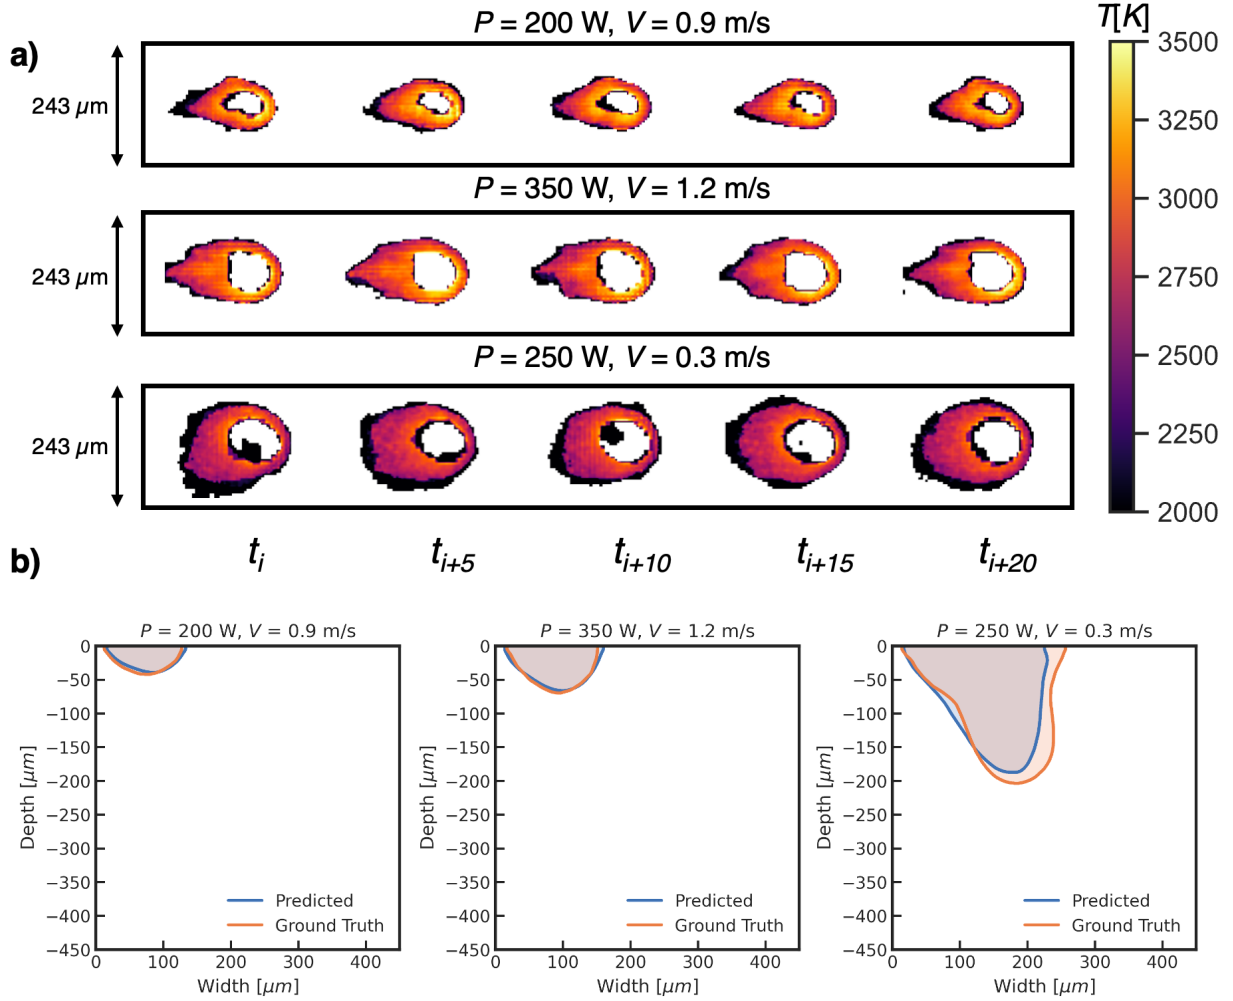 a)
P = 200 W, V = 0.9 m/s
T[K]
243 μm
P = 350 W, V = 1.2 m/s
243 μm
P = 250 W, V = 0.3 m/s
243 μm
3500
3250
3000
2750
2500
2250
2000
t_i
t_{i+5}
t_{i+10}
t_{i+15}
t_{i+20}
b)
P = 200 W, V = 0.9 m/s
0
−50
−100
−150
−200
−250
−300
−350
−400
−450
Depth [μm]
Predicted
Ground Truth
0 100 200 300 400
Width [μm]
P = 350 W, V = 1.2 m/s
0
−50
−100
−150
−200
−250
−300
−350
−400
−450
Depth [μm]
Predicted
Ground Truth
0 100 200 300 400
Width [μm]
P = 250 W, V = 0.3 m/s
0
−50
−100
−150
−200
−250
−300
−350
−400
−450
Depth [μm]
Predicted
Ground Truth
0 100 200 300 400
Width [μm]